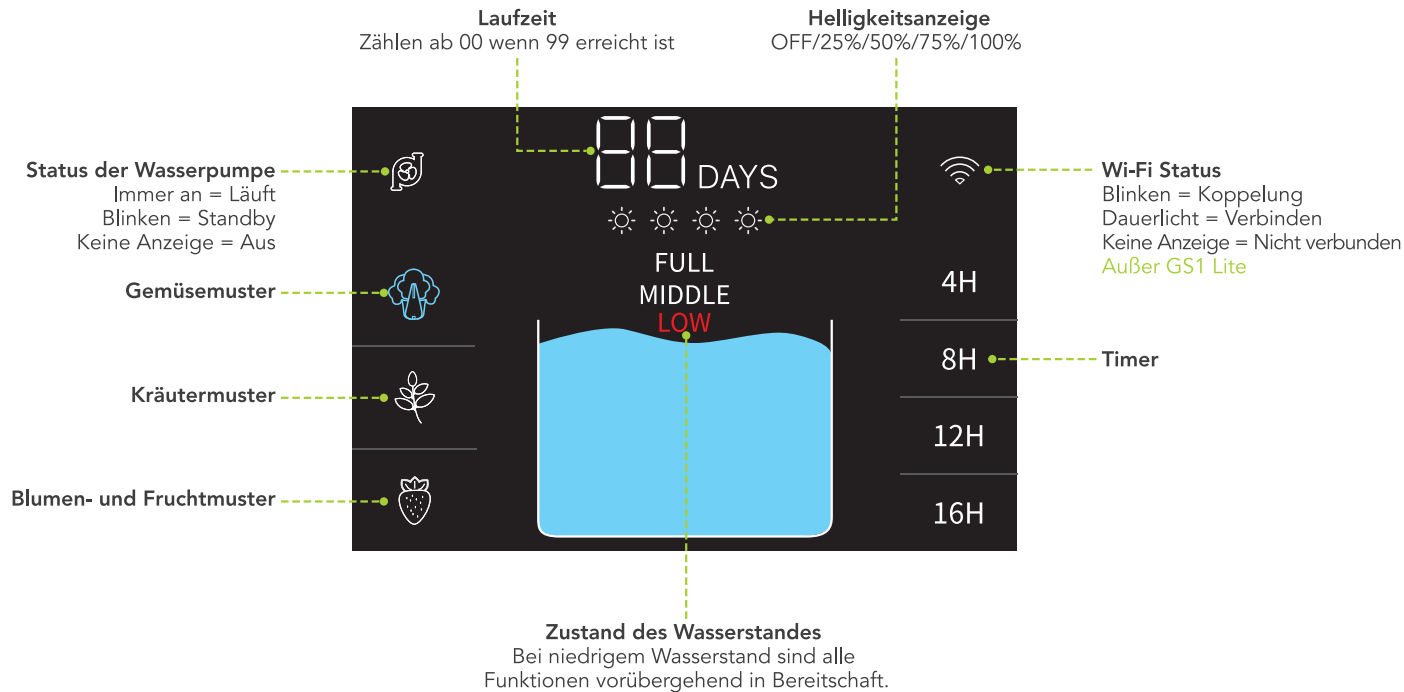 Laufzeit
Zählen ab 00 wenn 99 erreicht ist
Helligkeitsanzeige
OFF/25%/50%/75%/100%
Status der Wasserpumpe
Immer an = Läuft
Blinken = Standby
Keine Anzeige = Aus
Gemüsemuster
Kräutermuster
Blumen- und Fruchtmuster
88 DAYS
FULL
MIDDLE
LOW
4H
8H
12H
16H
Wi-Fi Status
Blinken = Koppelung
Dauerlicht = Verbinden
Keine Anzeige = Nicht verbunden
Außer GS1 Lite
Timer
Zustand des Wasserstandes
Bei niedrigem Wasserstand sind alle
Funktionen vorübergehend in Bereitschaft.